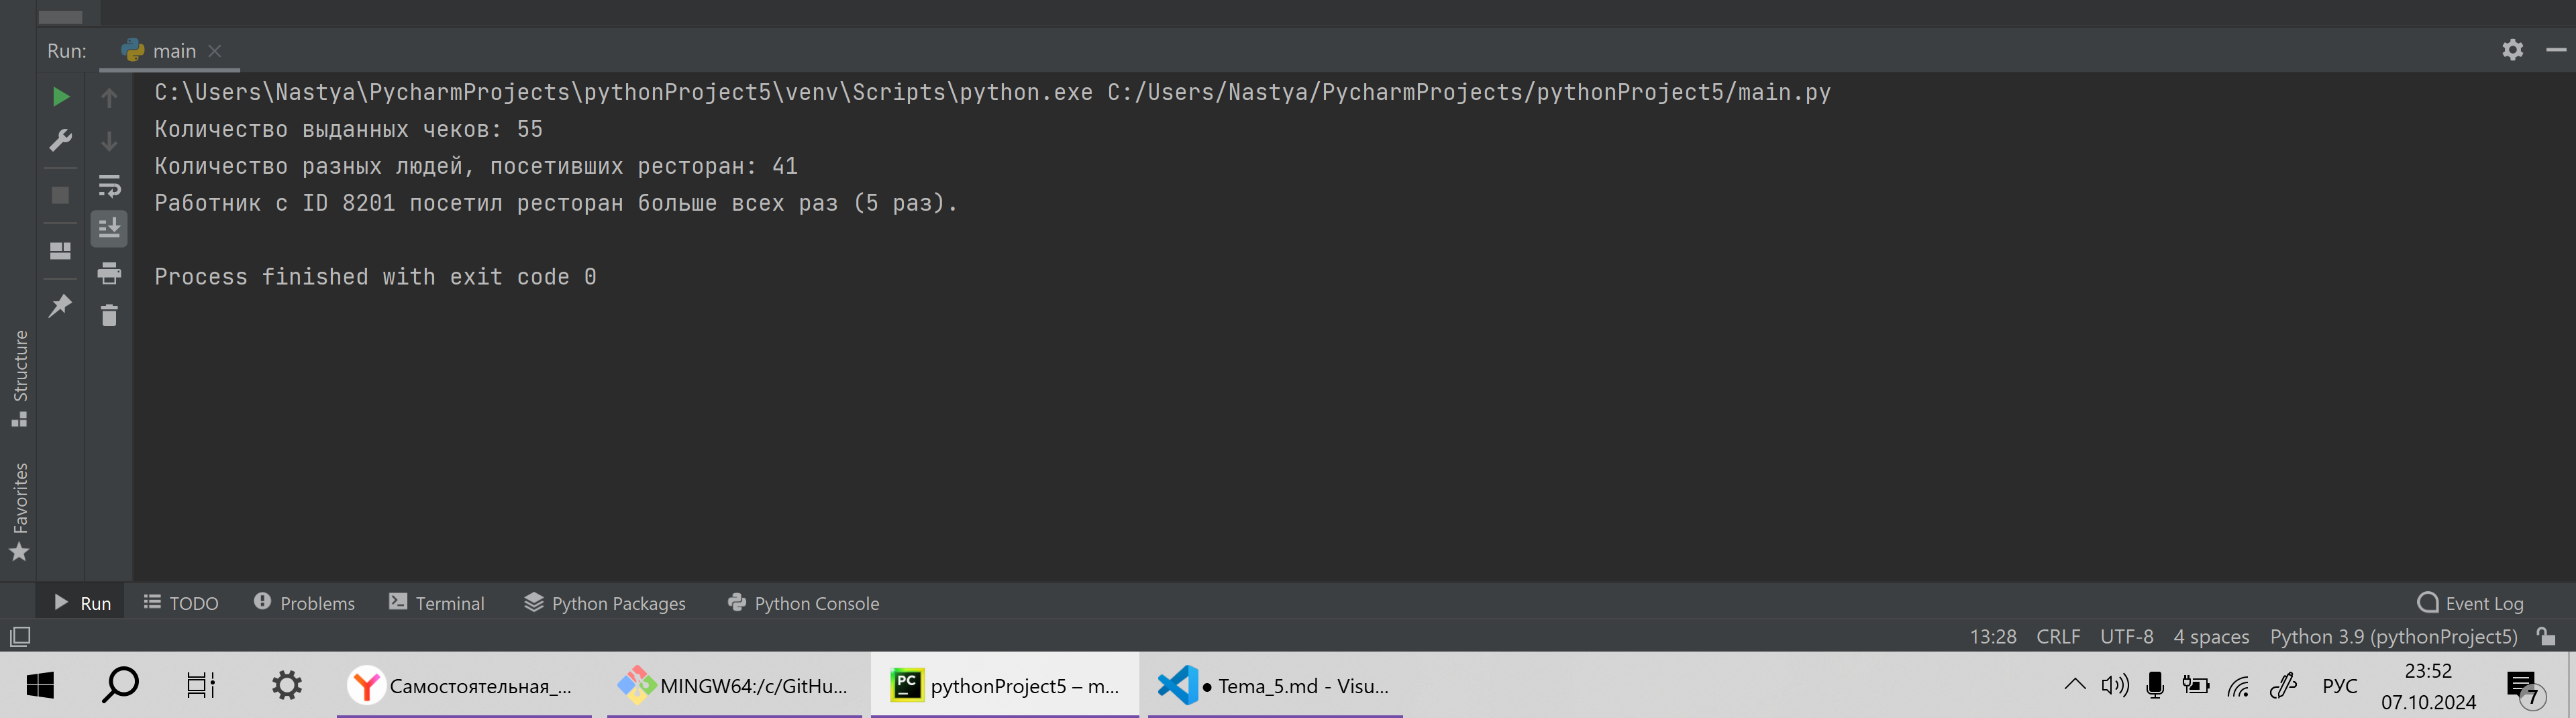 Run: main
C:\Users\Nastya\PycharmProjects\pythonProject5\venv\Scripts\python.exe C:/Users/Nastya/PycharmProjects/pythonProject5/main.py
Количество выданных чеков: 55
Количество разных людей, посетивших ресторан: 41
Работник с ID 8201 посетил ресторан больше всех раз (5 раз).
Process finished with exit code 0
Structure
Favorites
Run TODO Problems Terminal Python Packages Python Console Event Log
13:28 CRLF UTF-8 4 spaces Python 3.9 (pythonProject5)
Самостоятельная_... MINGW64:/c/GitHu... PC pythonProject5 – m... ● Tema_5.md - Visu... РУС 23:52
07.10.2024 7